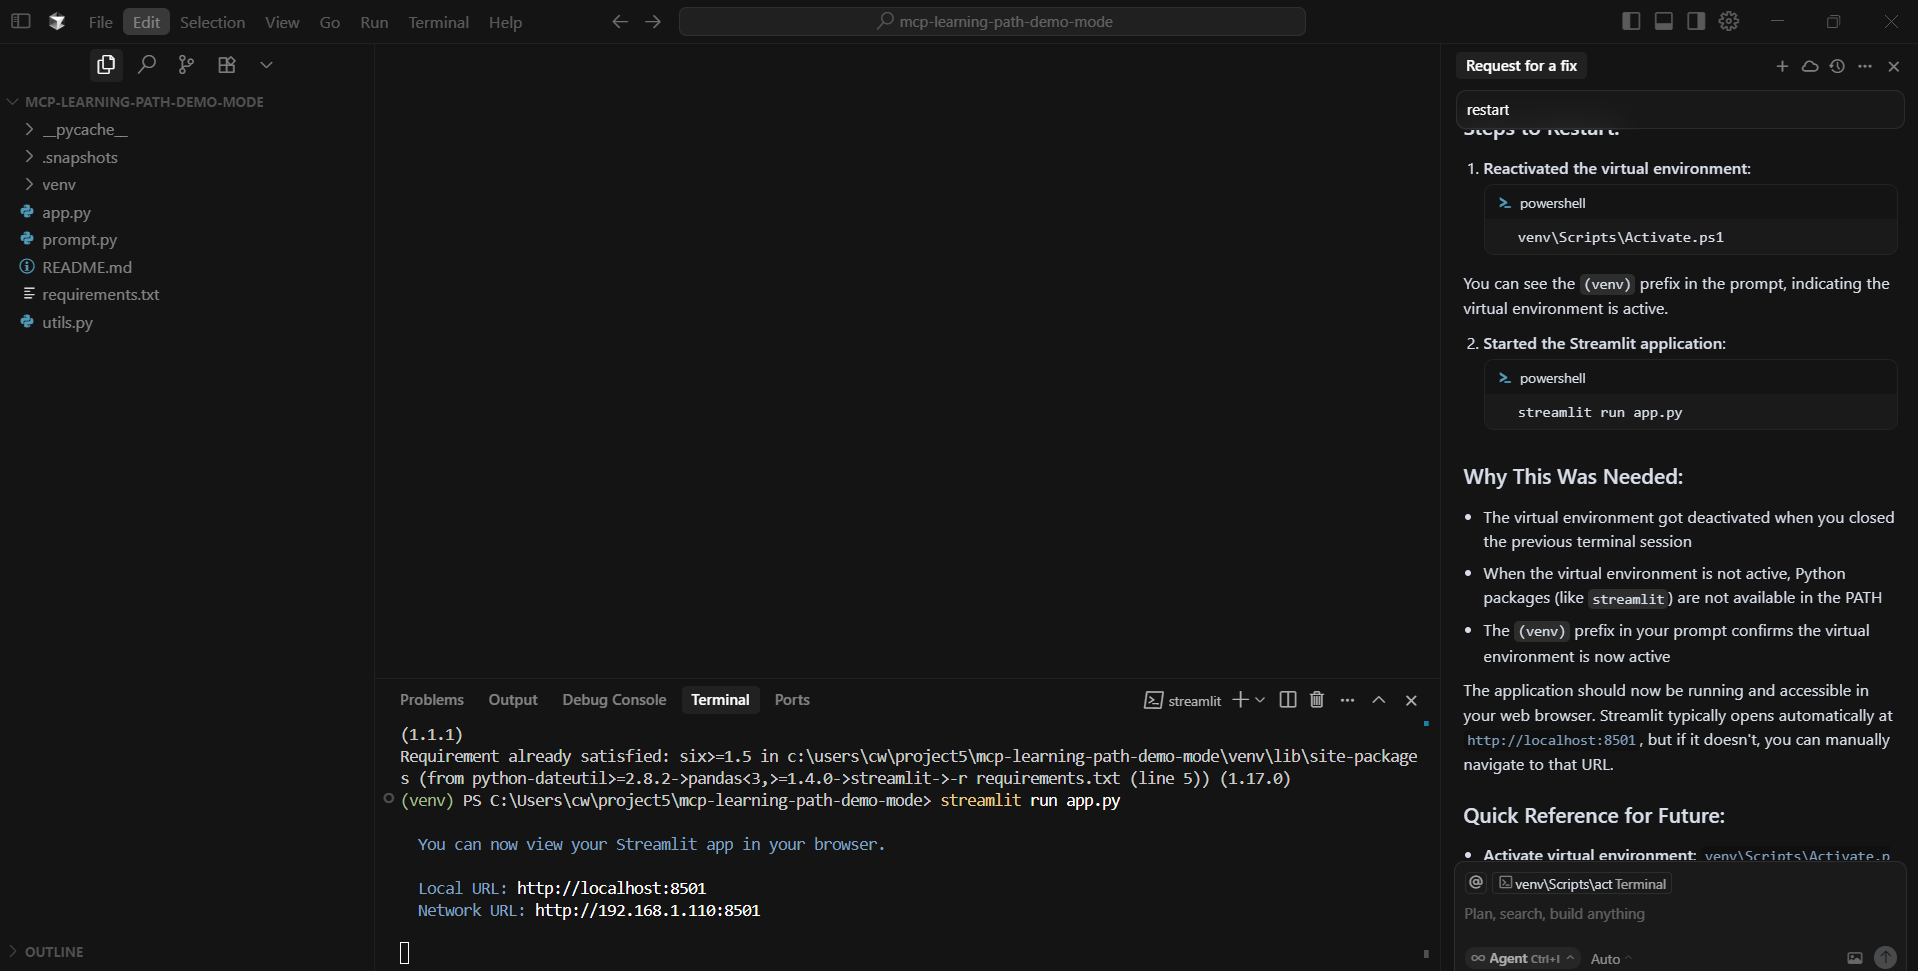 File Edit Selection View Go Run Terminal Help
mcp-learning-path-demo-mode
MCP-LEARNING-PATH-DEMO-MODE
__pycache__
.snapshots
venv
app.py
prompt.py
README.md
requirements.txt
utils.py
OUTLINE
Problems Output Debug Console Terminal Ports
streamlit
(1.1.1)
Requirement already satisfied: six>=1.5 in c:\users\cw\project5\mcp-learning-path-demo-mode\venv\lib\site-package
s (from python-dateutil>=2.8.2->pandas<3,>=1.4.0->streamlit->-r requirements.txt (line 5)) (1.17.0)
(venv) PS C:\Users\cw\project5\mcp-learning-path-demo-mode> streamlit run app.py
You can now view your Streamlit app in your browser.
Local URL: http://localhost:8501
Network URL: http://192.168.1.110:8501
Request for a fix
restart
Steps to Restart:
1. Reactivated the virtual environment:
powershell
venv\Scripts\Activate.ps1
You can see the (venv) prefix in the prompt, indicating the
virtual environment is active.
2. Started the Streamlit application:
powershell
streamlit run app.py
Why This Was Needed:
• The virtual environment got deactivated when you closed
the previous terminal session
• When the virtual environment is not active, Python
packages (like streamlit) are not available in the PATH
• The (venv) prefix in your prompt confirms the virtual
environment is now active
The application should now be running and accessible in
your web browser. Streamlit typically opens automatically at
http://localhost:8501, but if it doesn't, you can manually
navigate to that URL.
Quick Reference for Future:
• Activate virtual environment: venv\Scripts\Activate.p
@ venv\Scripts\act Terminal
Plan, search, build anything
Agent Ctrl+I Auto